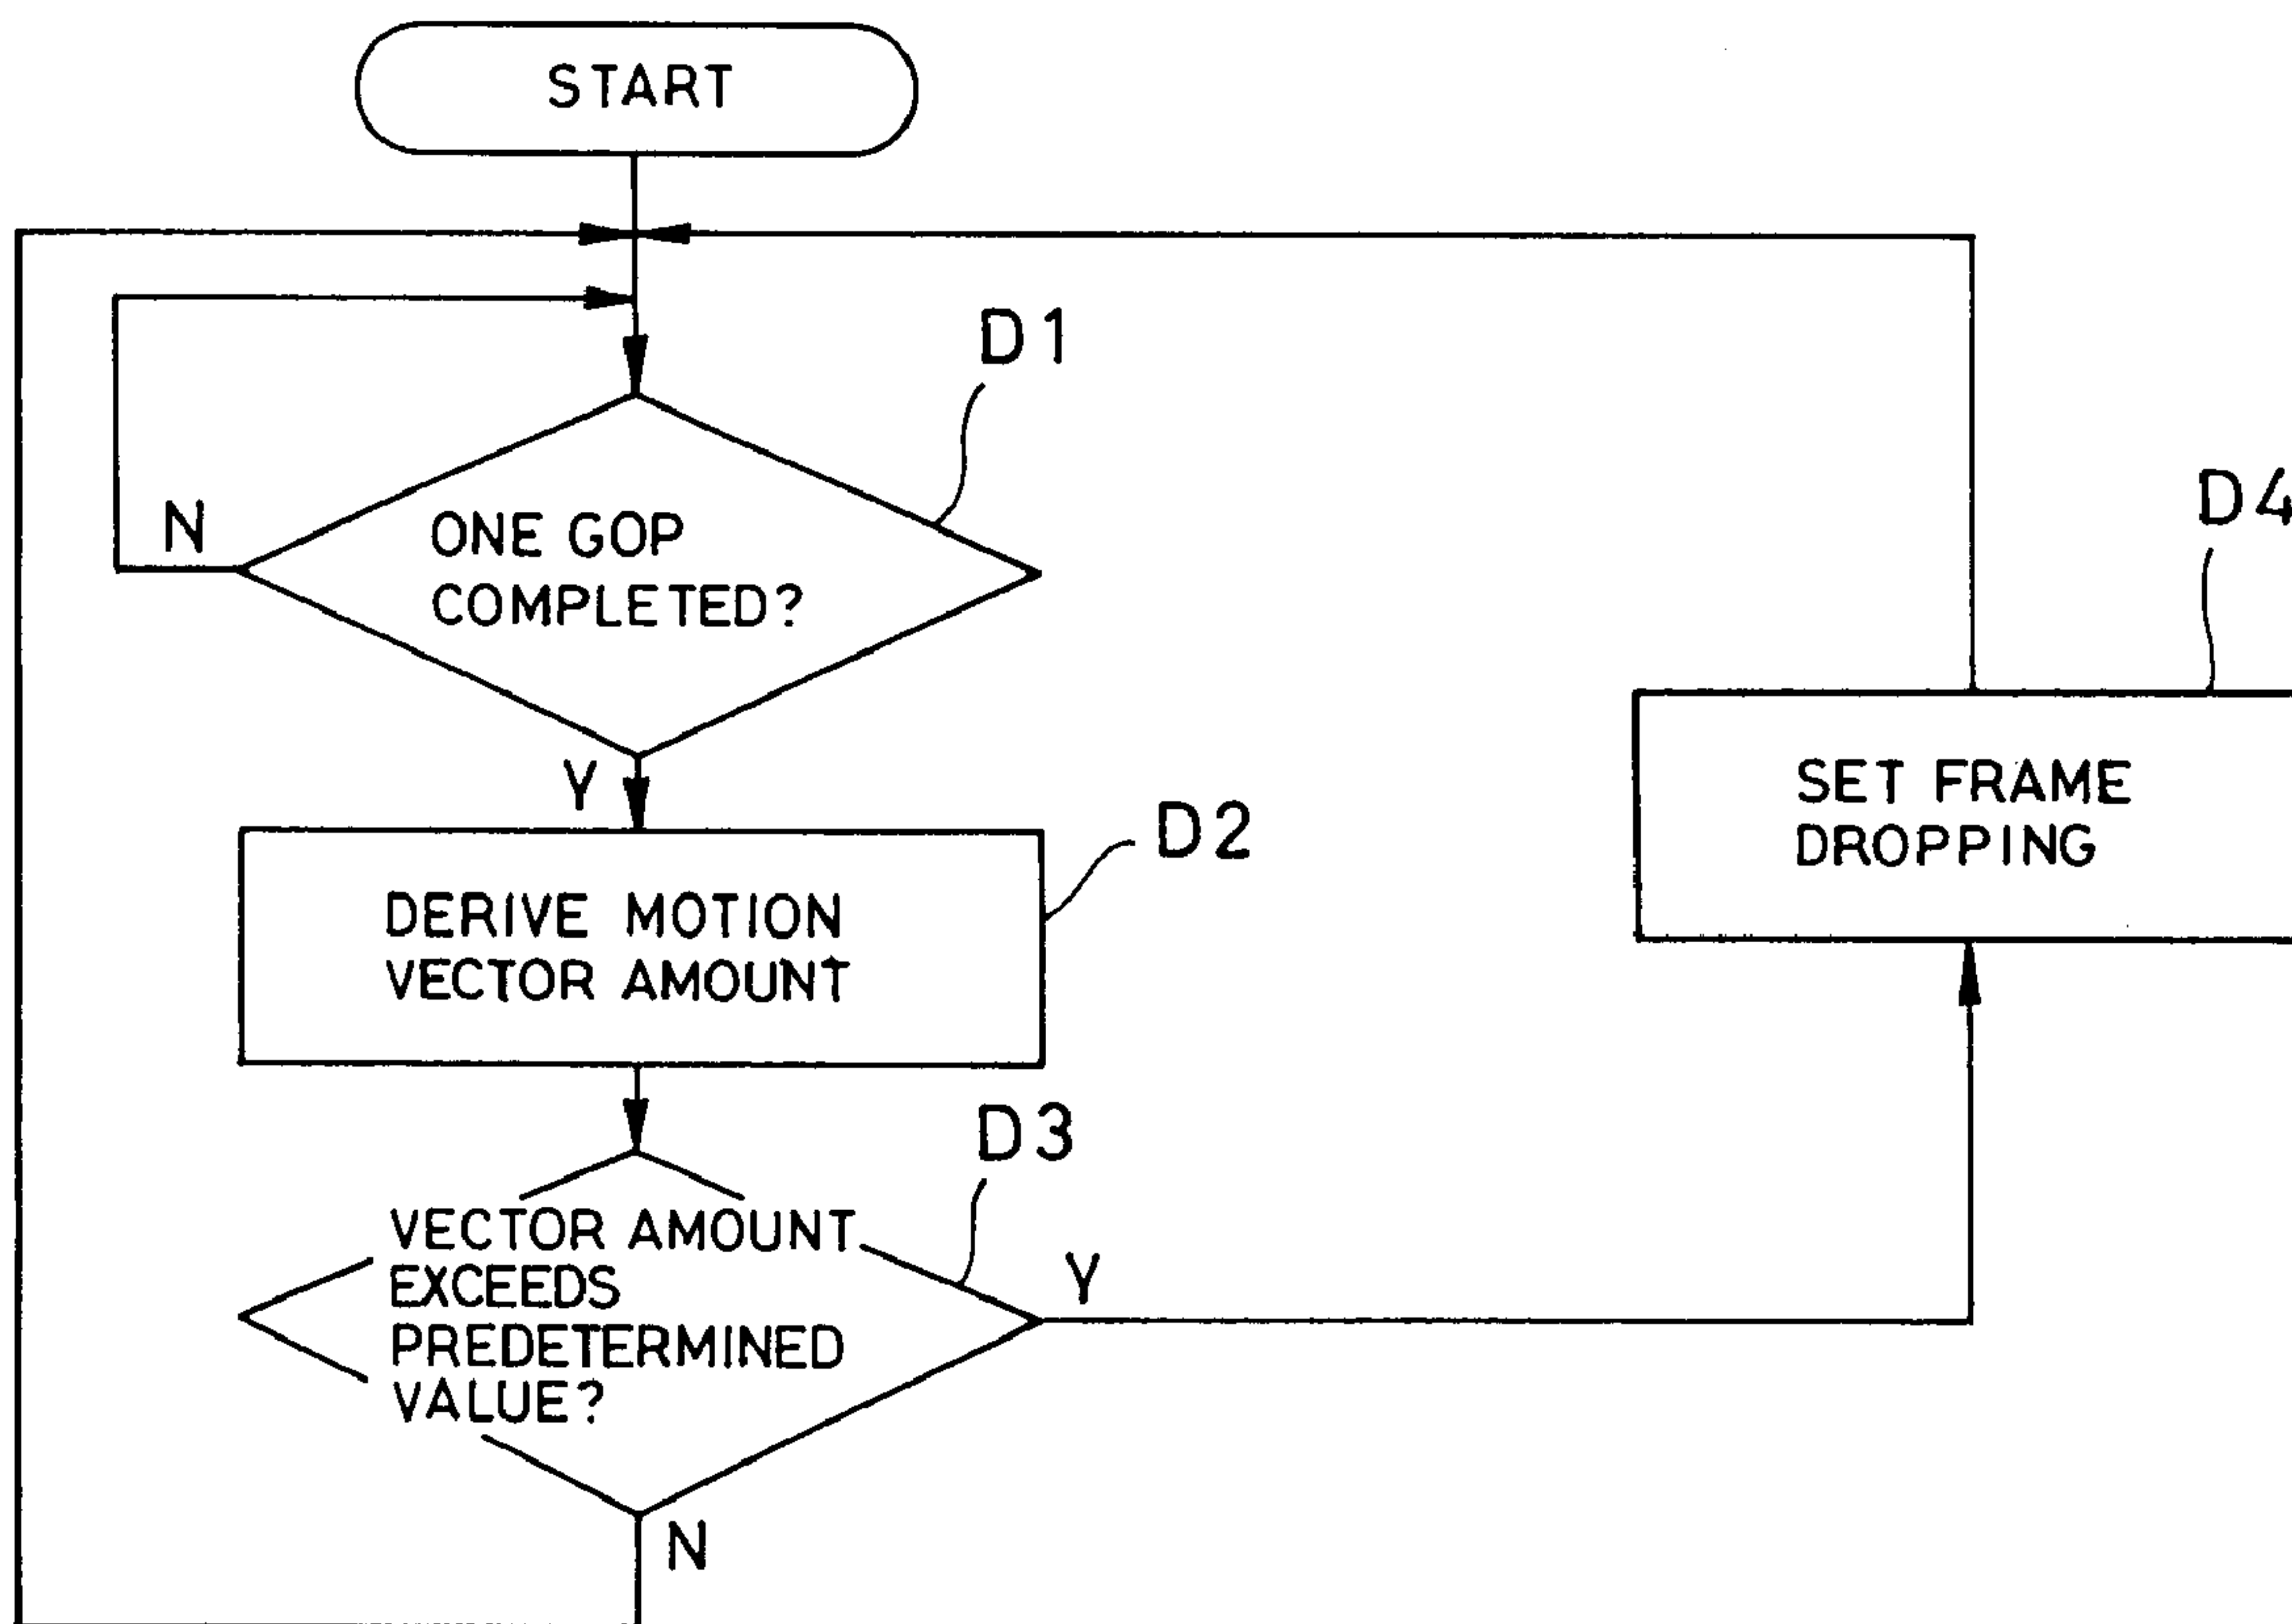 START
D1
N
ONE GOP
COMPLETED?
Y
D2
DERIVE MOTION
VECTOR AMOUNT
D3
VECTOR AMOUNT
EXCEEDS
PREDETERMINED
VALUE?
Y
N
D4
SET FRAME
DROPPING